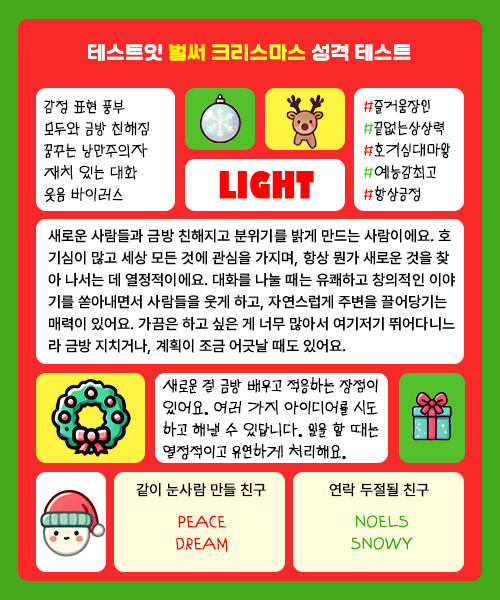 테스트잇 벌써 크리스마스 성격 테스트
감정 표현 풍부
모두와 금방 친해짐
꿈꾸는 낭만주의자
재치 있는 대화
웃음 바이러스
LIGHT
#즐거움장인
#끝없는상상력
#호기심대마왕
#예능감최고
#항상긍정
새로운 사람들과 금방 친해지고 분위기를 밝게 만드는 사람이에요. 호
기심이 많고 세상 모든 것에 관심을 가지며, 항상 뭔가 새로운 것을 찾
아 나서는 데 열정적이에요. 대화를 나눌 때는 유쾌하고 창의적인 이야
기를 쏟아내면서 사람들을 웃게 하고, 자연스럽게 주변을 끌어당기는
매력이 있어요. 가끔은 하고 싶은 게 너무 많아서 여기저기 뛰어다니느
라 금방 지치거나, 계획이 조금 어긋날 때도 있어요.
새로운 걸 금방 배우고 적응하는 장점이
있어요. 여러 가지 아이디어를 시도
하고 해낼 수 있답니다. 일을 할 때는
열정적이고 유연하게 처리해요.
같이 눈사람 만들 친구
PEACE
DREAM
연락 두절될 친구
NOELS
SNOWY